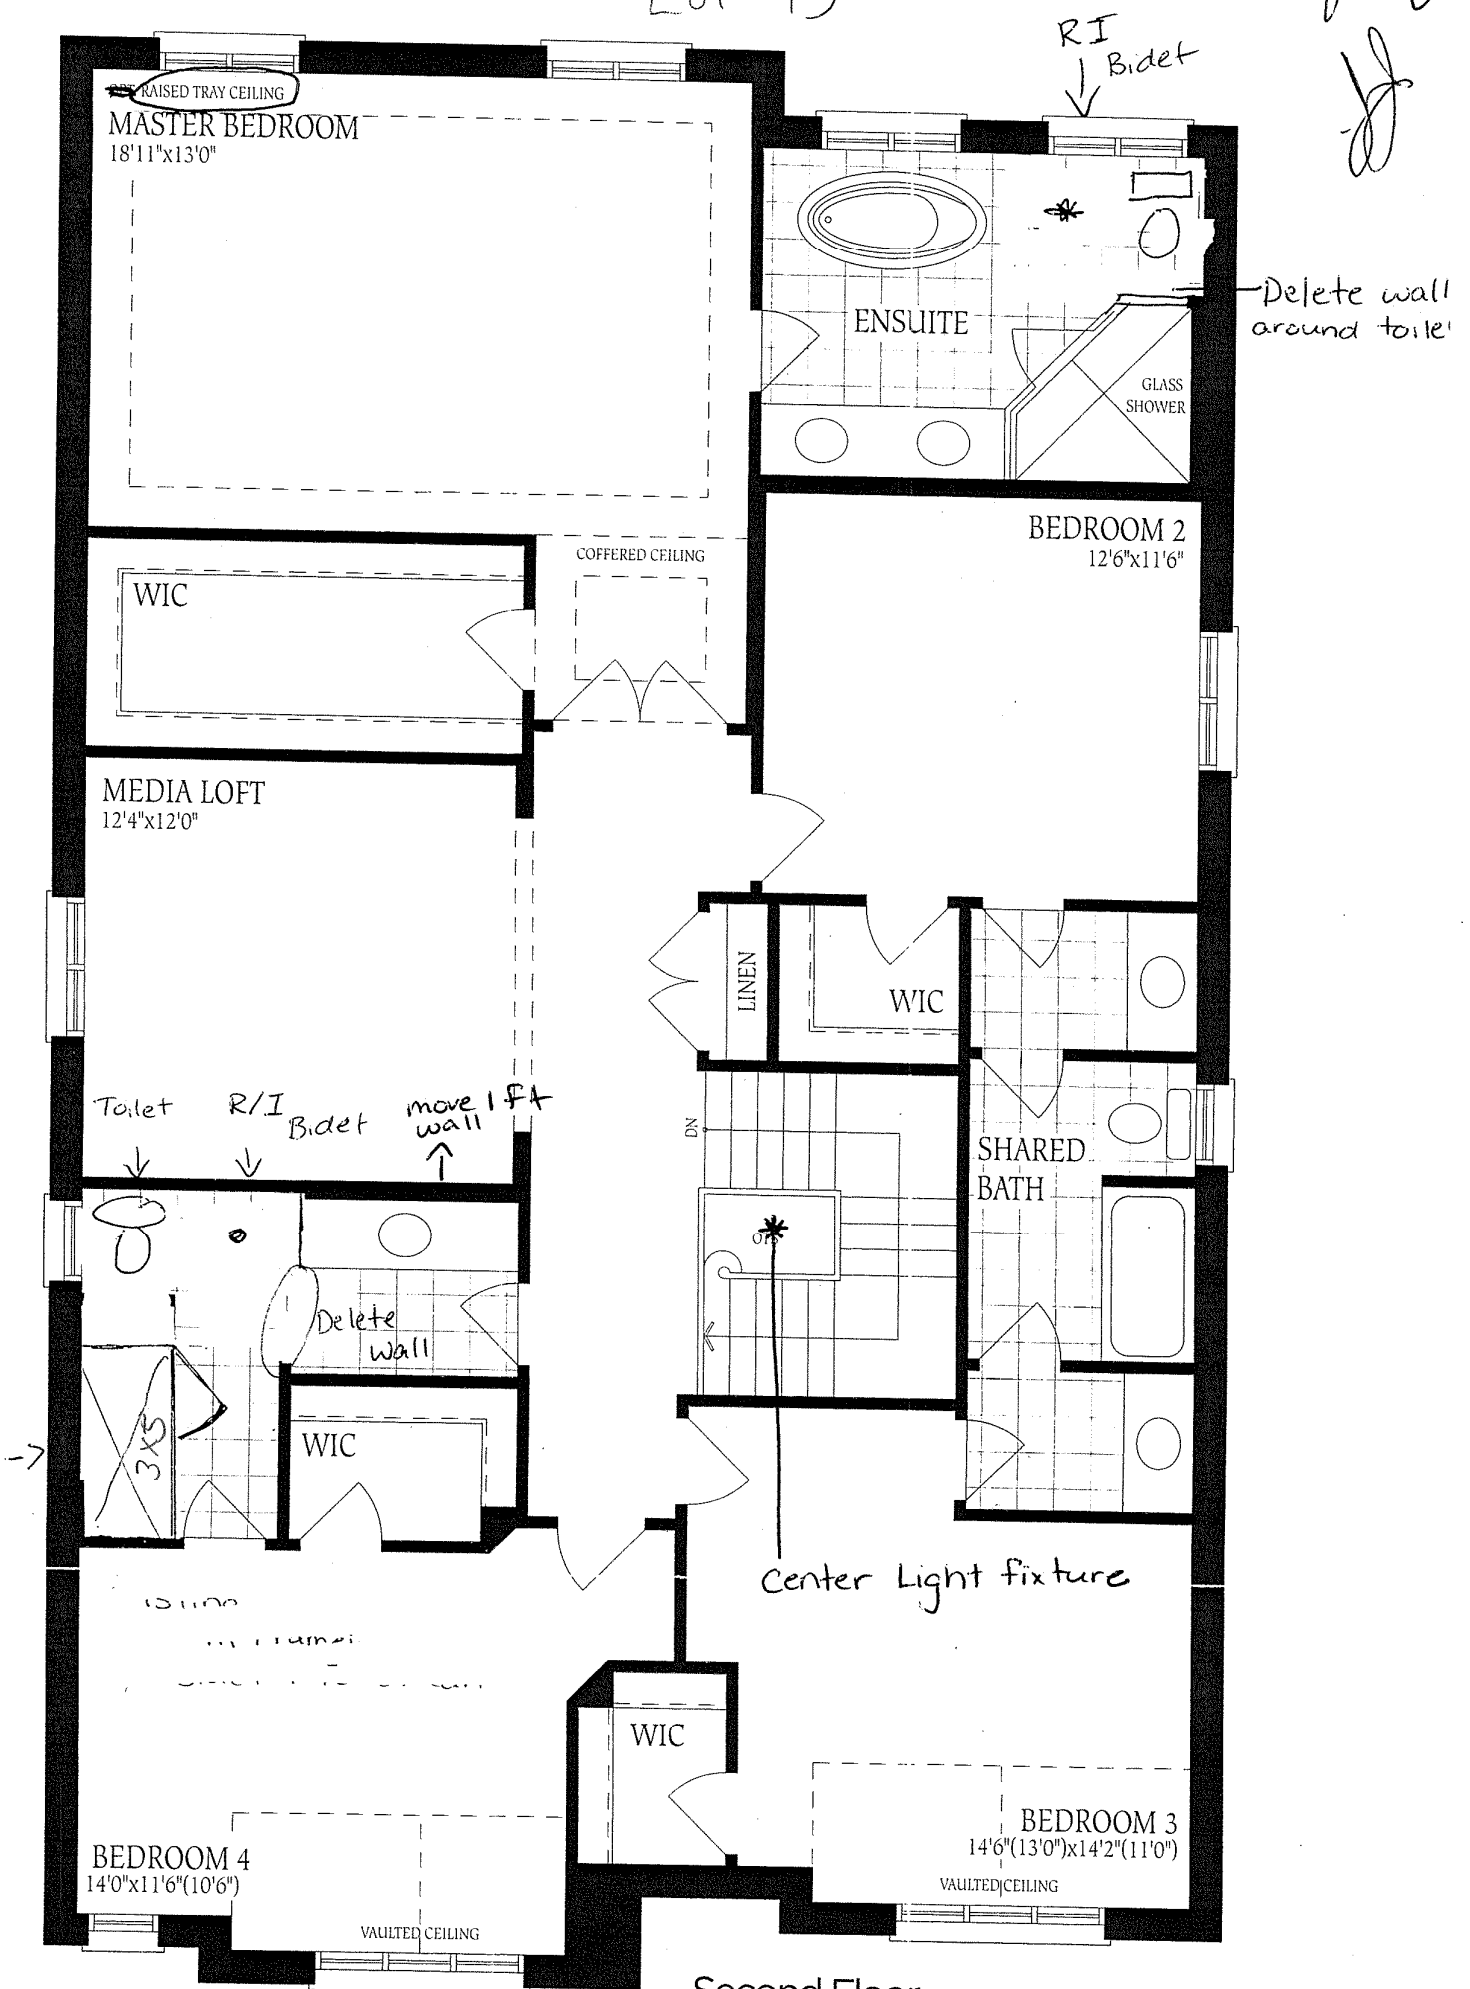 RI
Bidet
RAISED TRAY CEILING
MASTER BEDROOM
18'11"x13'0"
ENSUITE
Delete wall
around
GLASS
SHOWER
BEDROOM 2
12'6"x11'6"
COFFERED CEILING
WIC
MEDIA LOFT
12'4"x12'0"
LINEN
WIC
Toilet
R/I
Bidet
move 1 Ft
wall
DN
SHARED
BATH
Delete
wall
3x5
WIC
Center Light fixture
WIC
BEDROOM 3
14'6"(13'0")x14'2"(11'0")
VAULTED CEILING
BEDROOM 4
14'0"x11'6"(10'6")
VAULTED CEILING
Second Floor